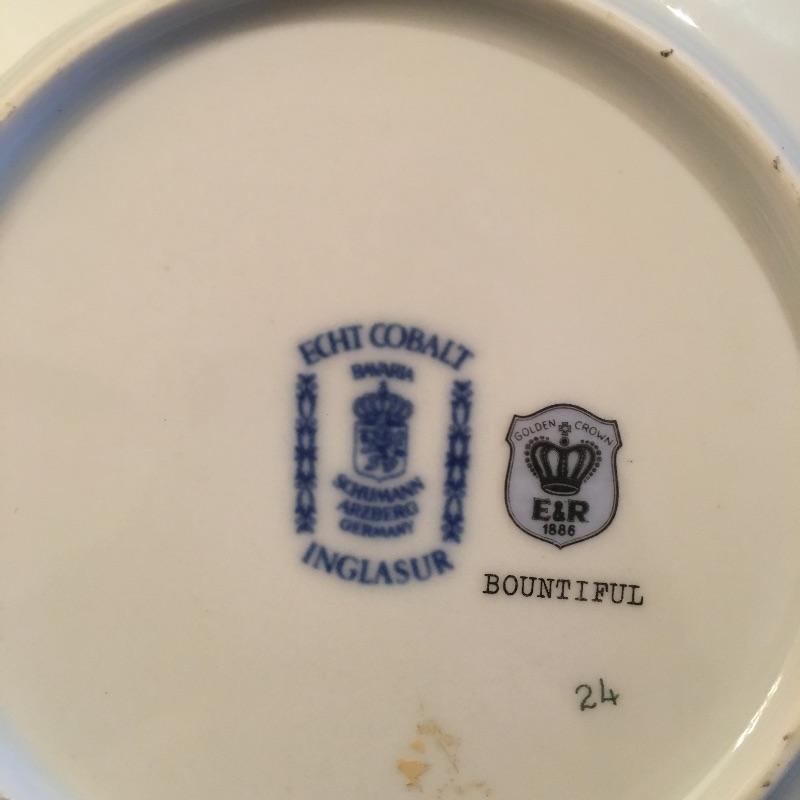 ECHT COBALT
BAVARIA
SCHUMANN
ARZBERG
GERMANY
INGLASUR
GOLDEN CROWN
E&R
1886
BOUNTIFUL
24